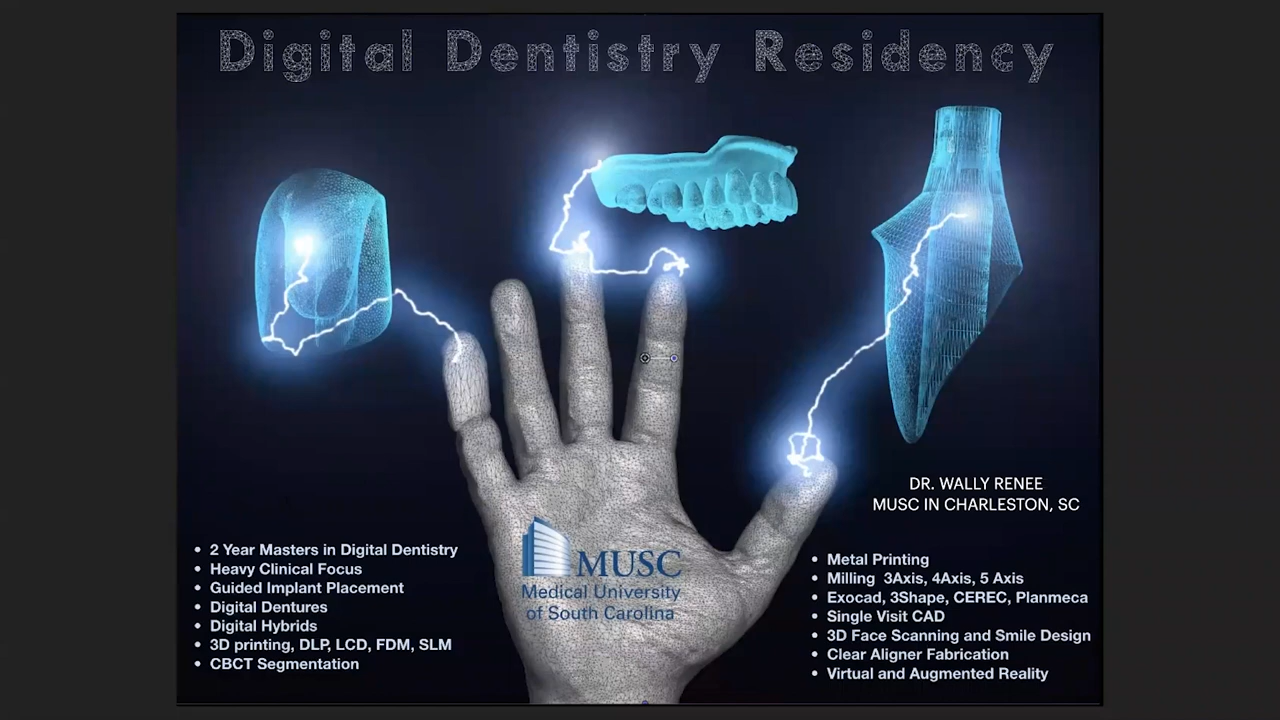 Digital Dentistry Residency
DR. WALLY RENEE
MUSC IN CHARLESTON, SC
• 2 Year Masters in Digital Dentistry
• Heavy Clinical Focus
• Guided Implant Placement
• Digital Dentures
• Digital Hybrids
• 3D printing, DLP, LCD, FDM, SLM
• CBCT Segmentation
MUSC
Medical University
of South Carolina
• Metal Printing
• Milling 3Axis, 4Axis, 5 Axis
• Exocad, 3Shape, CEREC, Planmeca
• Single Visit CAD
• 3D Face Scanning and Smile Design
• Clear Aligner Fabrication
• Virtual and Augmented Reality